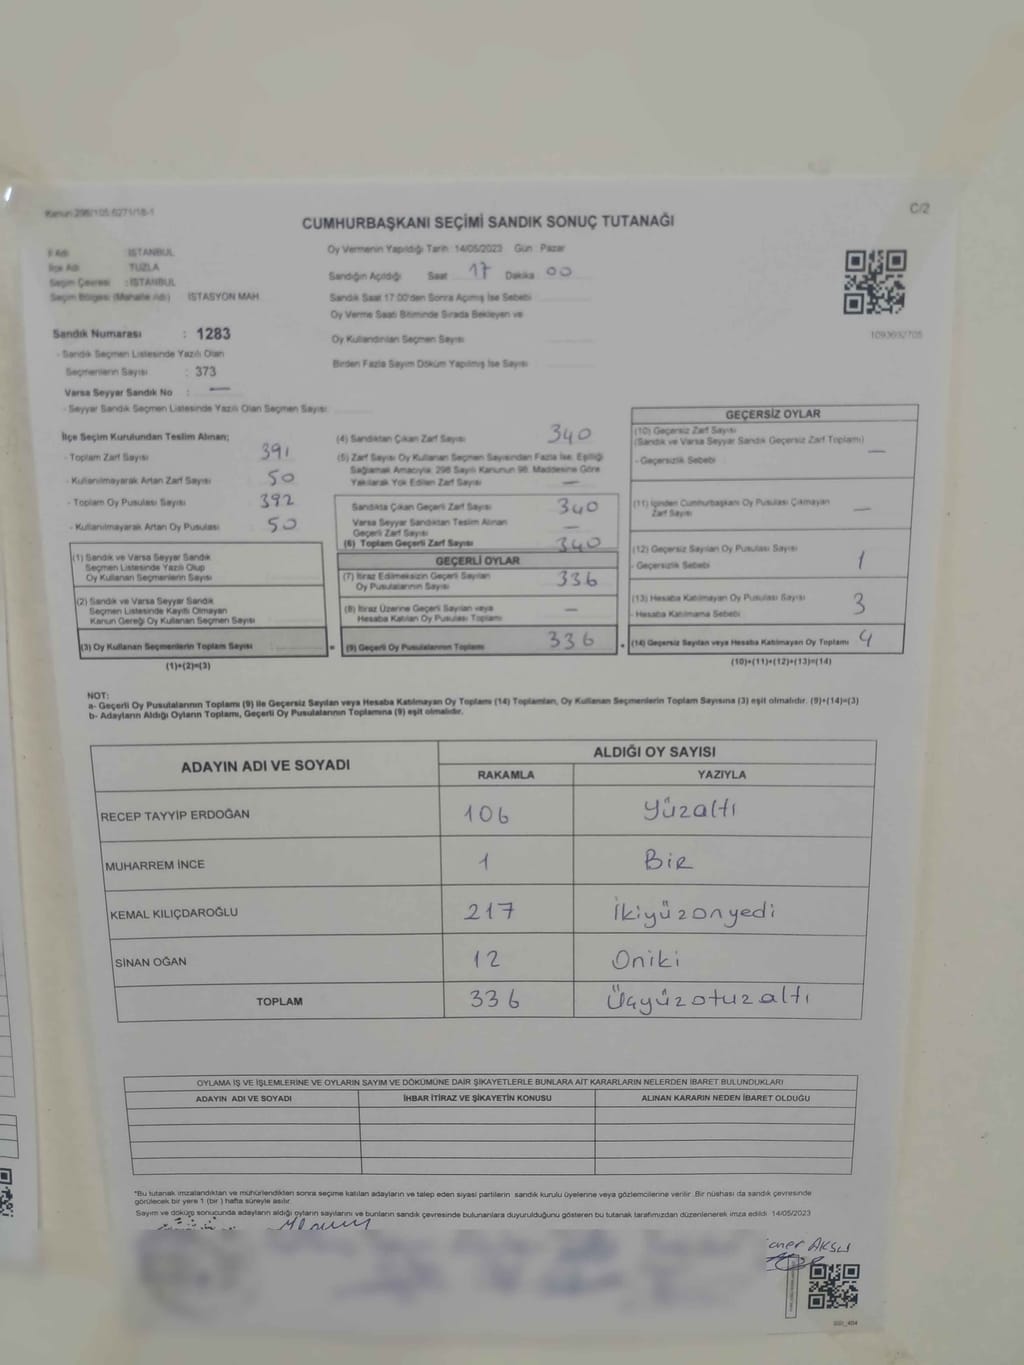 Kanun:298/105,6271/18-1
C/2
CUMHURBAŞKANI SEÇİMİ SANDIK SONUÇ TUTANAĞI
İl Adı : İSTANBUL
İlçe Adı : TUZLA
Seçim Çevresi : İSTANBUL
Seçim Bölgesi (Mahalle Adı) İSTASYON MAH.
Sandık Numarası : 1283
- Sandık Seçmen Listesinde Yazılı Olan
Seçmenlerin Sayısı : 373
Varsa Seyyar Sandık No : —
- Seyyar Sandık Seçmen Listesinde Yazılı Olan Seçmen Sayısı
Oy Vermenin Yapıldığı Tarih 14/05/2023 Gün Pazar
Sandığın Açıldığı Saat 17 Dakika 00
Sandık Saat 17.00'den Sonra Açılmış İse Sebebi
Oy Verme Saati Bitiminde Sırada Bekleyen ve
Oy Kullandırılan Seçmen Sayısı
Birden Fazla Sayım Döküm Yapılmış İse Sayısı
1093692705
İlçe Seçim Kurulundan Teslim Alınan;
- Toplam Zarf Sayısı 391
- Kullanılmayarak Artan Zarf Sayısı 50
- Toplam Oy Pusulası Sayısı 392
- Kullanılmayarak Artan Oy Pusulası 50
(1) Sandık ve Varsa Seyyar Sandık
Seçmen Listesinde Yazılı Olup
Oy Kullanan Seçmenlerin Sayısı
(2) Sandık ve Varsa Seyyar Sandık
Seçmen Listesinde Kayıtlı Olmayan
Kanun Gereği Oy Kullanan Seçmen Sayısı
(3) Oy Kullanan Seçmenlerin Toplam Sayısı
(1)+(2)=(3)
(4) Sandıktan Çıkan Zarf Sayısı 340
(5) Zarf Sayısı Oy Kullanan Seçmen Sayısından Fazla İse; Eşitliği
Sağlamak Amacıyla, 298 Sayılı Kanunun 98. Maddesine Göre
Yakılarak Yok Edilen Zarf Sayısı —
Sandıkta Çıkan Geçerli Zarf Sayısı 340
Varsa Seyyar Sandıktan Teslim Alınan
Geçerli Zarf Sayısı —
(6) Toplam Geçerli Zarf Sayısı 340
GEÇERLİ OYLAR
(7) İtiraz Edilmeksizin Geçerli Sayılan
Oy Pusulalarının Sayısı 336
(8) İtiraz Üzerine Geçerli Sayılan veya
Hesaba Katılan Oy Pusulası Toplamı —
= (9) Geçerli Oy Pusulalarının Toplamı 336
GEÇERSİZ OYLAR
(10) Geçersiz Zarf Sayısı
(Sandık ve Varsa Seyyar Sandık Geçersiz Zarf Toplamı)
- Geçersizlik Sebebi —
(11) İçinden Cumhurbaşkanı Oy Pusulası Çıkmayan
Zarf Sayısı —
(12) Geçersiz Sayılan Oy Pusulası Sayısı
- Geçersizlik Sebebi 1
(13) Hesaba Katılmayan Oy Pusulası Sayısı
- Hesaba Katılmama Sebebi 3
+ (14) Geçersiz Sayılan veya Hesaba Katılmayan Oy Toplamı 4
(10)+(11)+(12)+(13)=(14)
NOT:
a- Geçerli Oy Pusulalarının Toplamı (9) ile Geçersiz Sayılan veya Hesaba Katılmayan Oy Toplamı (14) Toplamları, Oy Kullanan Seçmenlerin Toplam Sayısına (3) eşit olmalıdır. (9)+(14)=(3)
b- Adayların Aldığı Oyların Toplamı, Geçerli Oy Pusulalarının Toplamına (9) eşit olmalıdır.
ADAYIN ADI VE SOYADI ALDIĞI OY SAYISI
RAKAMLA YAZIYLA
RECEP TAYYİP ERDOĞAN 106 Yüzaltı
MUHARREM İNCE 1 Bir
KEMAL KILIÇDAROĞLU 217 İkiyüzonyedi
SİNAN OĞAN 12 Oniki
TOPLAM 336 Üçyüzotuzaltı
OYLAMA İŞ VE İŞLEMLERİNE VE OYLARIN SAYIM VE DÖKÜMÜNE DAİR ŞİKAYETLERLE BUNLARA AİT KARARLARIN NELERDEN İBARET BULUNDUKLARI
ADAYIN ADI VE SOYADI İHBAR İTİRAZ VE ŞİKAYETİN KONUSU ALINAN KARARIN NEDEN İBARET OLDUĞU
*Bu tutanak imzalandıktan ve mühürlendikten sonra seçime katılan adayların ve talep eden siyasi partilerin sandık kurulu üyelerine veya gözlemcilerine verilir. Bir nüshası da sandık çevresinde
görülecek bir yere 1 (bir) hafta süreyle asılır.
Sayım ve döküm sonucunda adayların aldığı oyların sayılarını ve bunların sandık çevresinde bulunanlara duyurulduğunu gösteren bu tutanak tarafımızdan düzenlenerek imza edildi. 14/05/2023